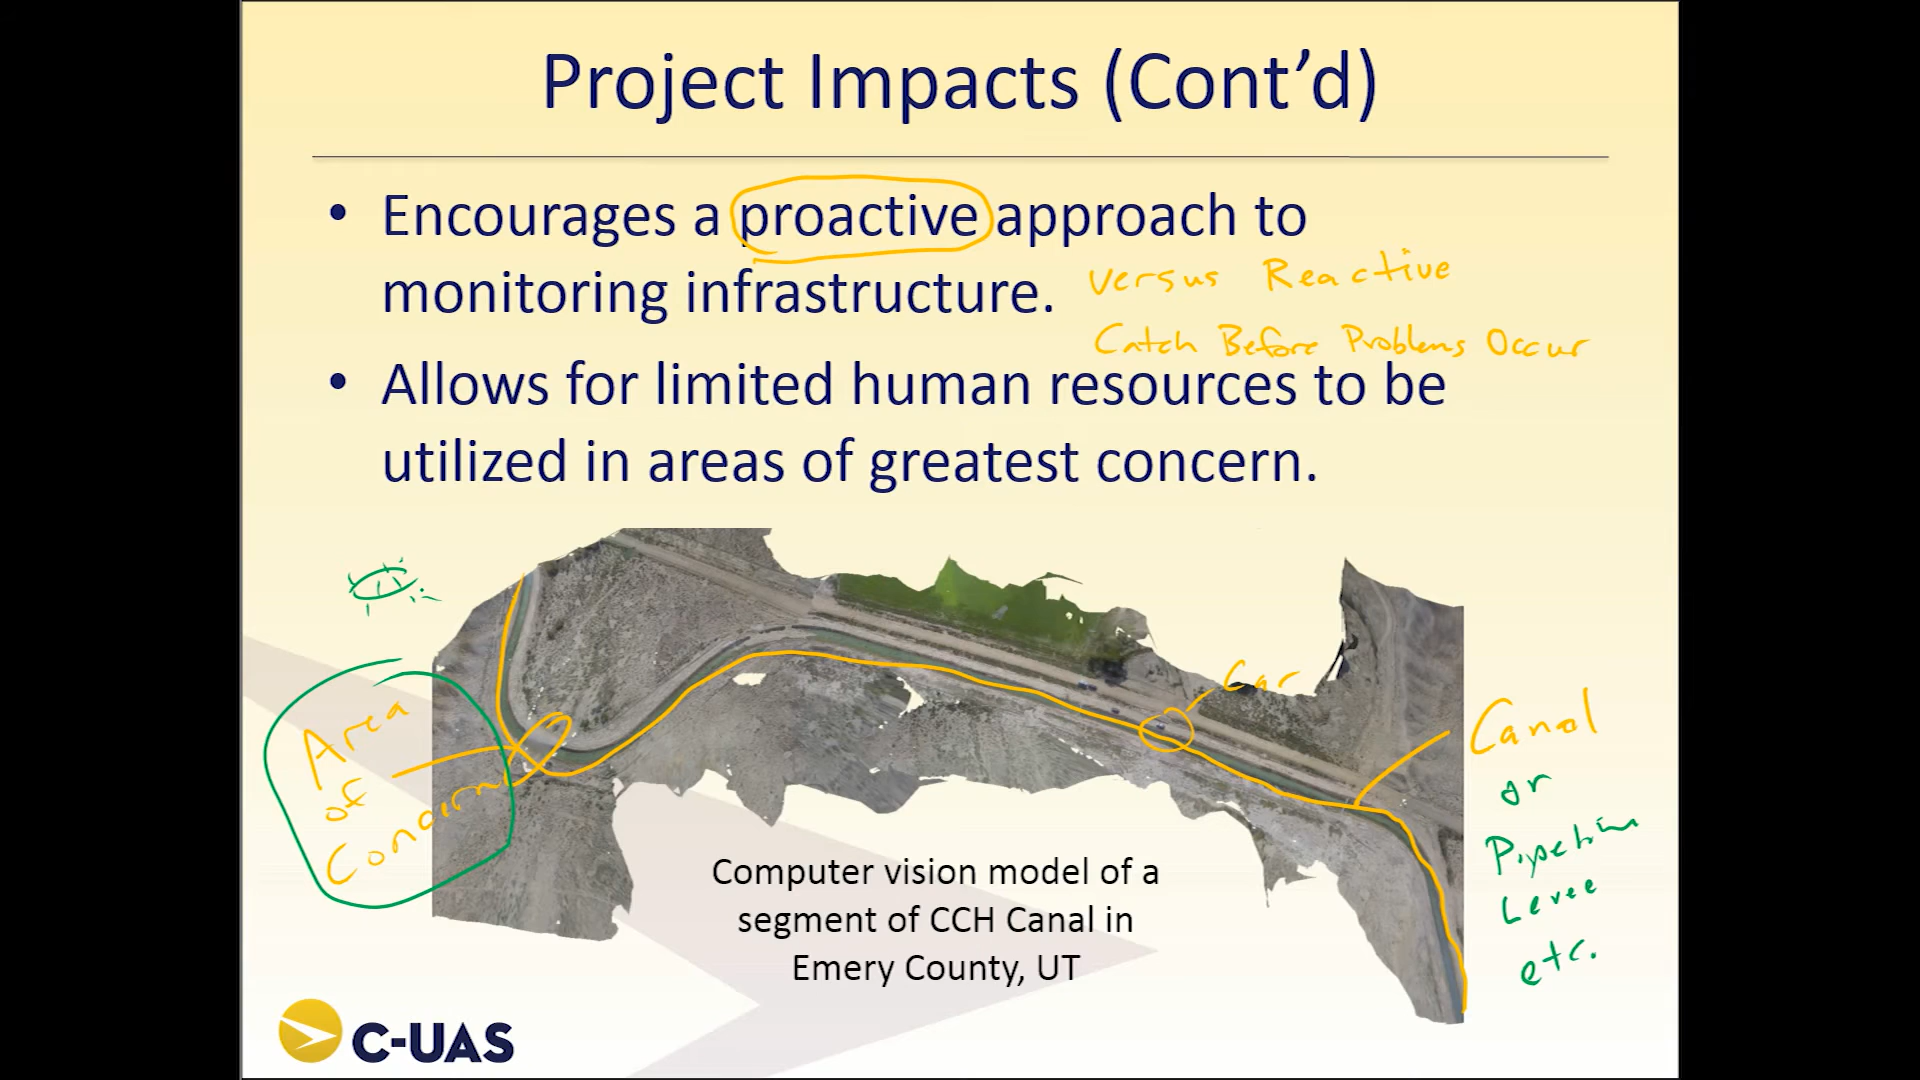 Project Impacts (Cont’d)
• Encourages a proactive approach to
monitoring infrastructure.
versus Reactive
Catch Before Problems Occur
• Allows for limited human resources to be
utilized in areas of greatest concern.
Car
Area
of
Concern
Canal
or
Pipeline
Levee
etc.
Computer vision model of a
segment of CCH Canal in
Emery County, UT
C-UAS